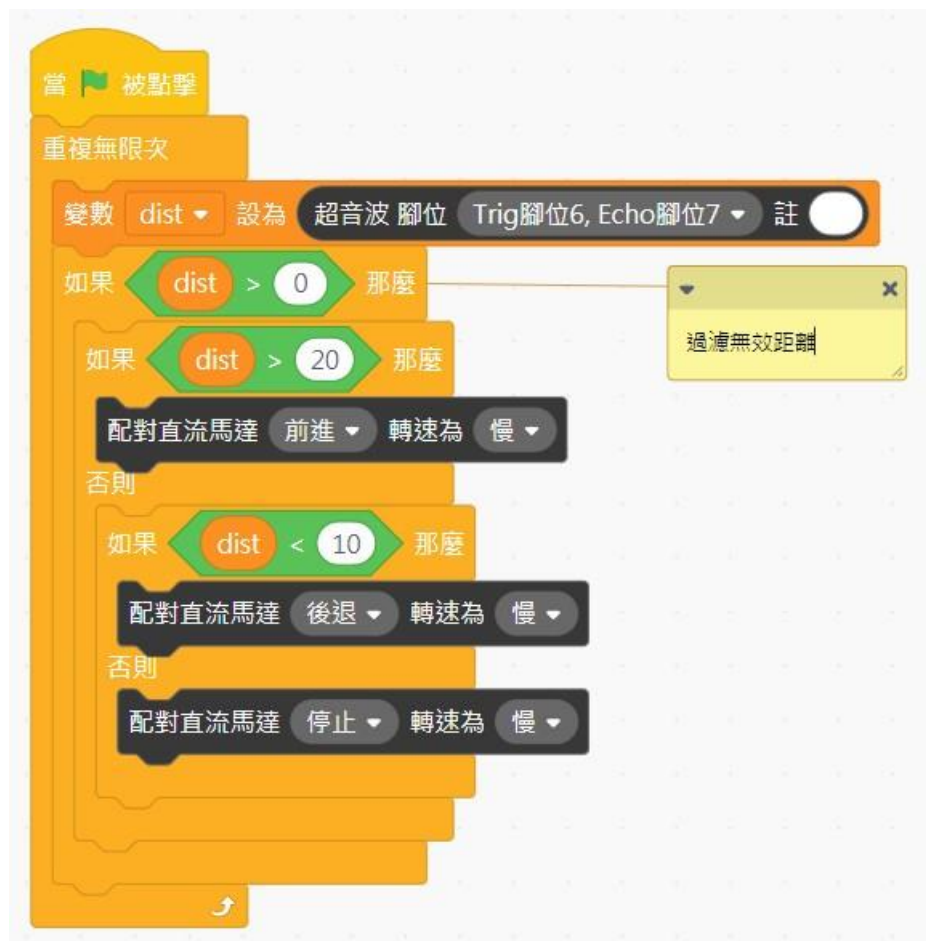 當 被點擊
重複無限次
變數 dist 設為 超音波 腳位 Trig腳位6, Echo腳位7 註
如果 dist > 0 那麼
過濾無效距離
如果 dist > 20 那麼
配對直流馬達 前進 轉速為 慢
否則
如果 dist < 10 那麼
配對直流馬達 後退 轉速為 慢
否則
配對直流馬達 停止 轉速為 慢